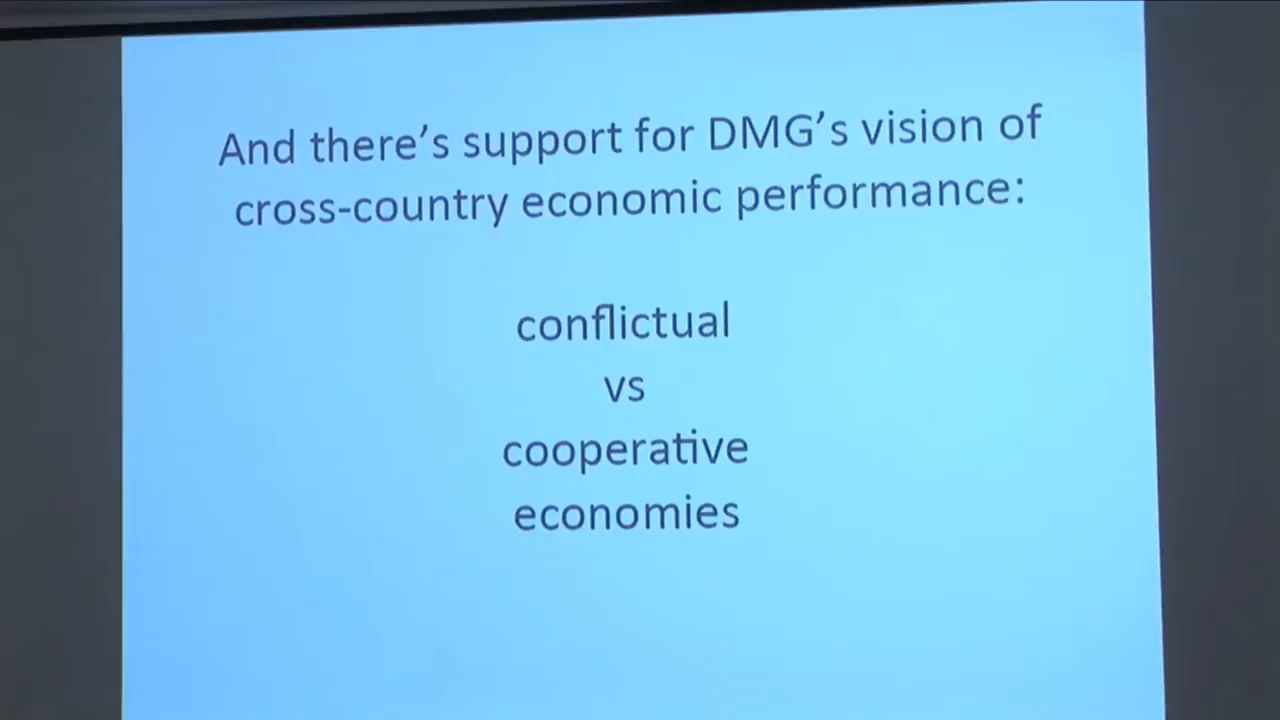 And there’s support for DMG’s vision of
cross-country economic performance:
conflictual
vs
cooperative
economies